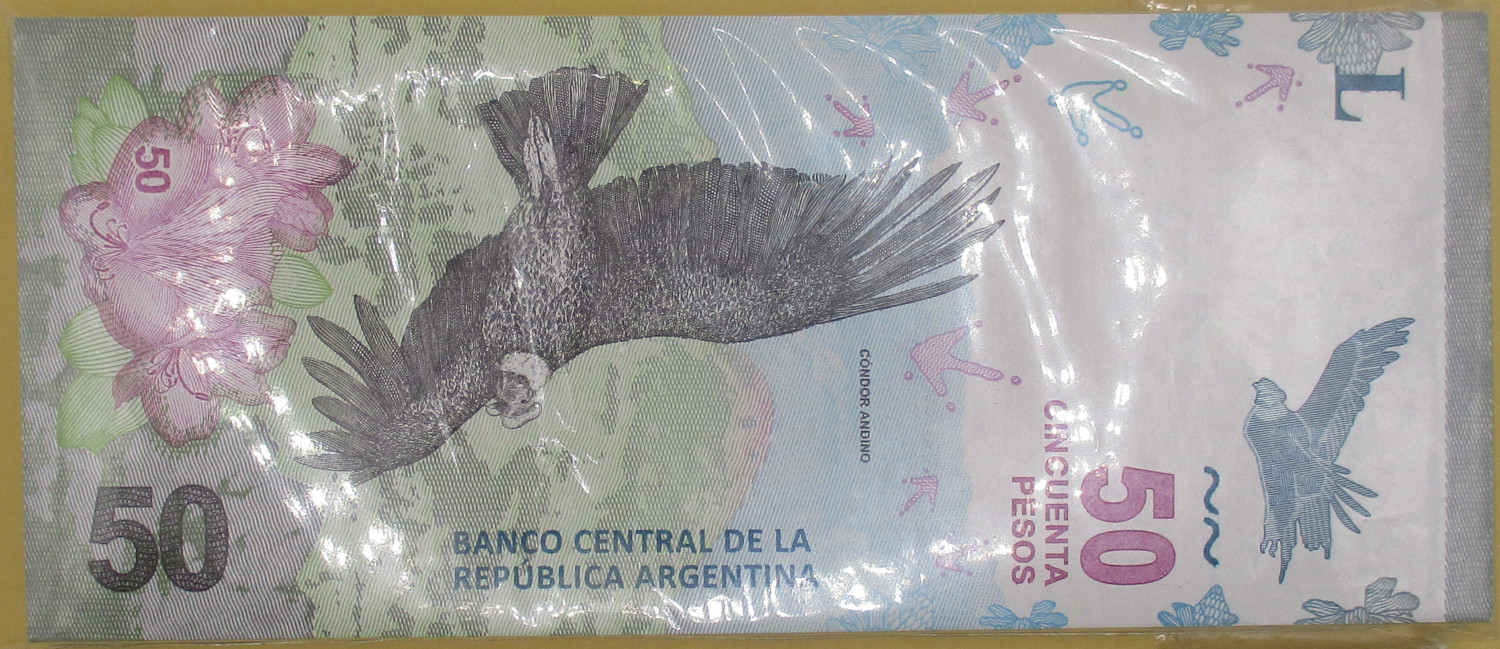 50
50
BANCO CENTRAL DE LA
REPÚBLICA ARGENTINA
CÓNDOR ANDINO
CINCUENTA
PESOS
50
L